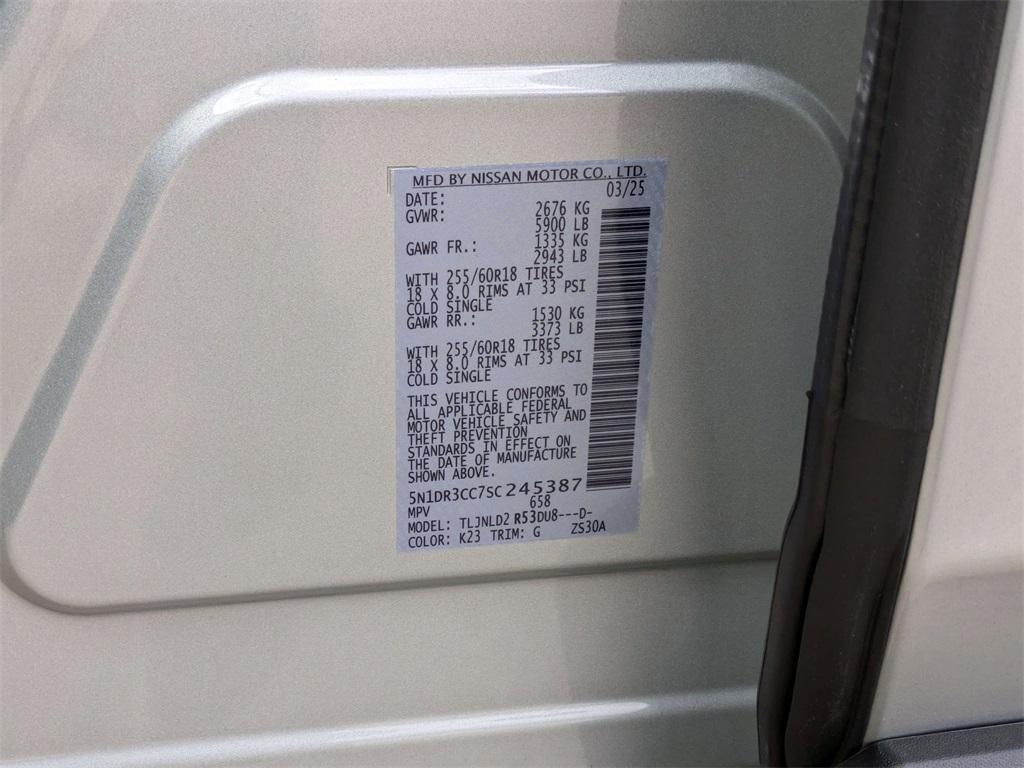 MFD BY NISSAN MOTOR CO., LTD.
DATE: 03/25
GVWR: 2676 KG
5900 LB
GAWR FR.: 1335 KG
2943 LB
WITH 255/60R18 TIRES
18 X 8.0 RIMS AT 33 PSI
COLD SINGLE
GAWR RR.: 1530 KG
3373 LB
WITH 255/60R18 TIRES
18 X 8.0 RIMS AT 33 PSI
COLD SINGLE
THIS VEHICLE CONFORMS TO
ALL APPLICABLE FEDERAL
MOTOR VEHICLE SAFETY AND
THEFT PREVENTION
STANDARDS IN EFFECT ON
THE DATE OF MANUFACTURE
SHOWN ABOVE.
5N1DR3CC7SC245387
MPV 658
MODEL: TLJNLD2 R53DU8---D-
COLOR: K23 TRIM: G ZS30A